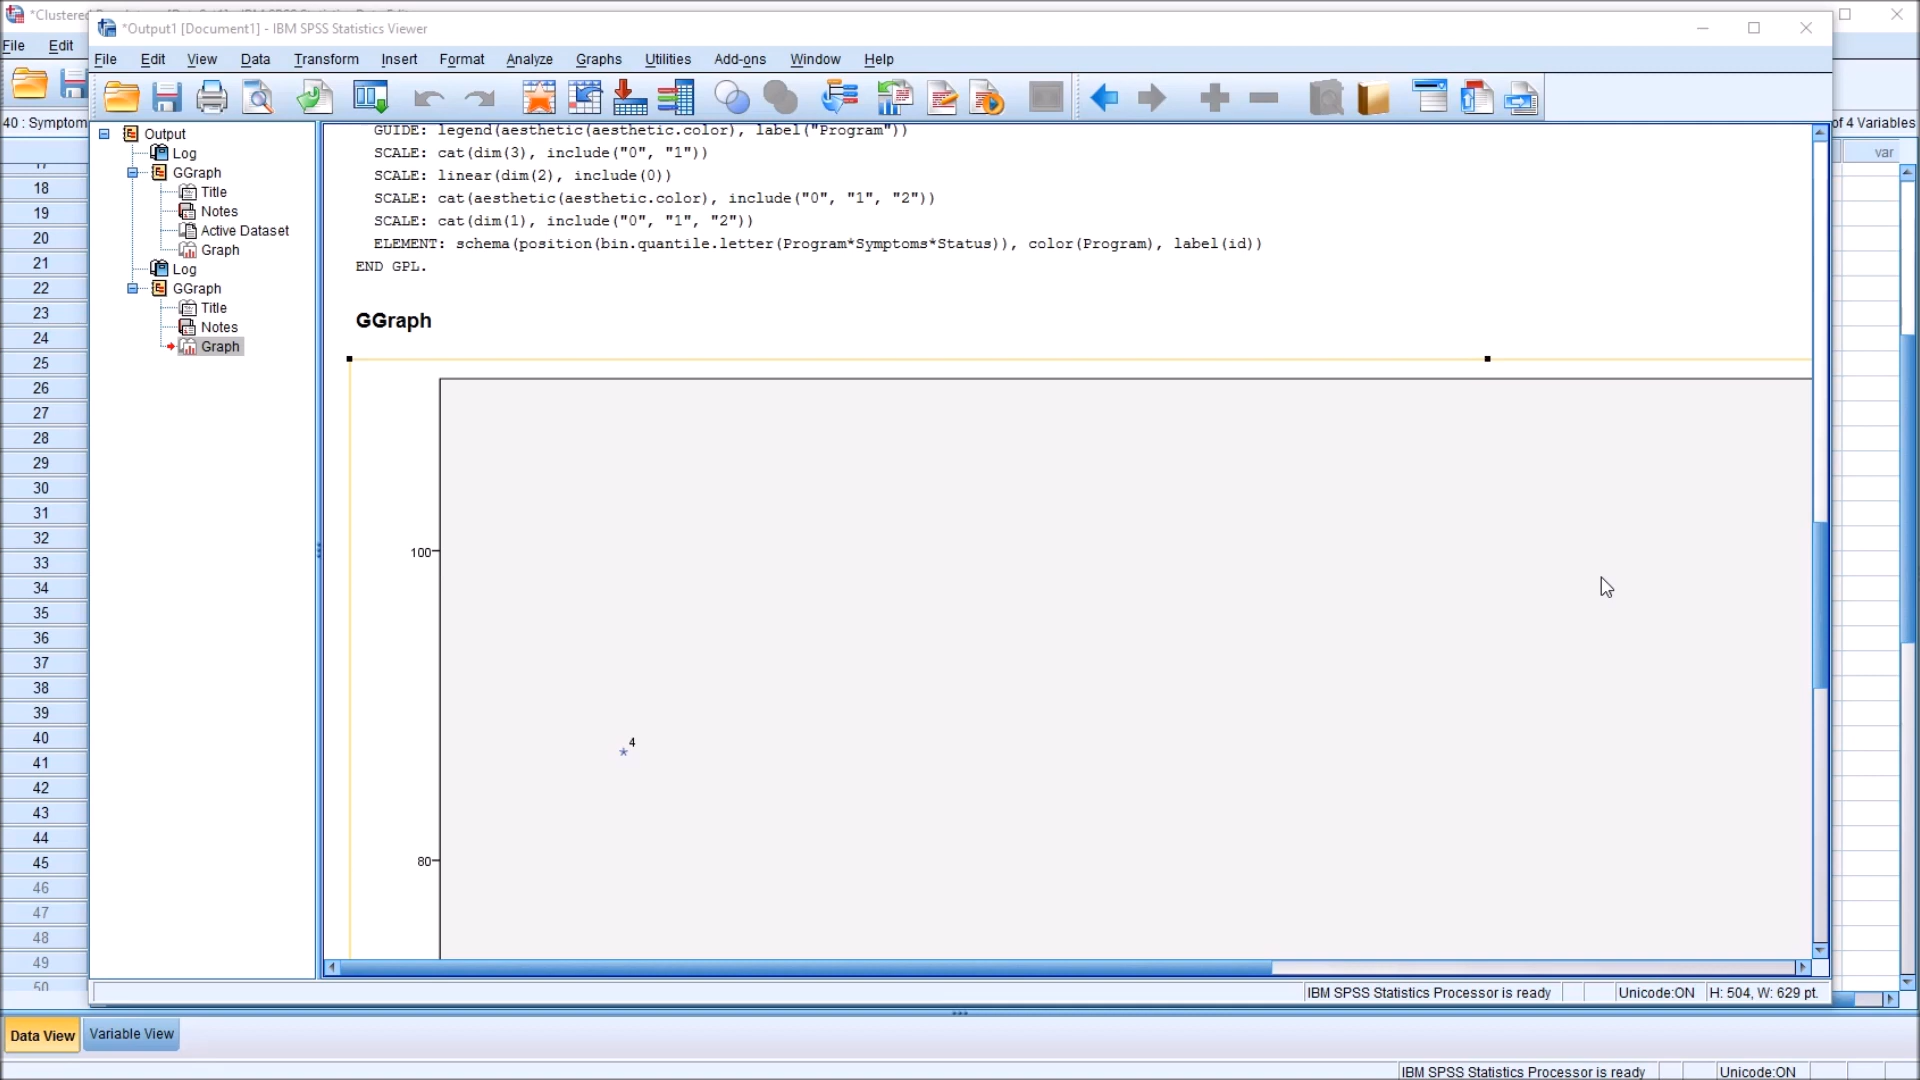 *Output1 [Document1] - IBM SPSS Statistics Viewer
File Edit
File Edit View Data Transform Insert Format Analyze Graphs Utilities Add-ons Window Help
40 : Symptom
of 4 Variables
var
Output
Log
GGraph
Title
Notes
Active Dataset
Graph
Log
GGraph
Title
Notes
Graph
GUIDE: legend(aesthetic(aesthetic.color), label("Program"))
SCALE: cat(dim(3), include("0", "1"))
SCALE: linear(dim(2), include(0))
SCALE: cat(aesthetic(aesthetic.color), include("0", "1", "2"))
SCALE: cat(dim(1), include("0", "1", "2"))
ELEMENT: schema(position(bin.quantile.letter(Program*Symptoms*Status)), color(Program), label(id))
END GPL.
GGraph
100
4
*
80
17
18
19
20
21
22
23
24
25
26
27
28
29
30
31
32
33
34
35
36
37
38
39
40
41
42
43
44
45
46
47
48
49
50
IBM SPSS Statistics Processor is ready
Unicode:ON
H: 504, W: 629 pt.
Data View
Variable View
IBM SPSS Statistics Processor is ready
Unicode:ON